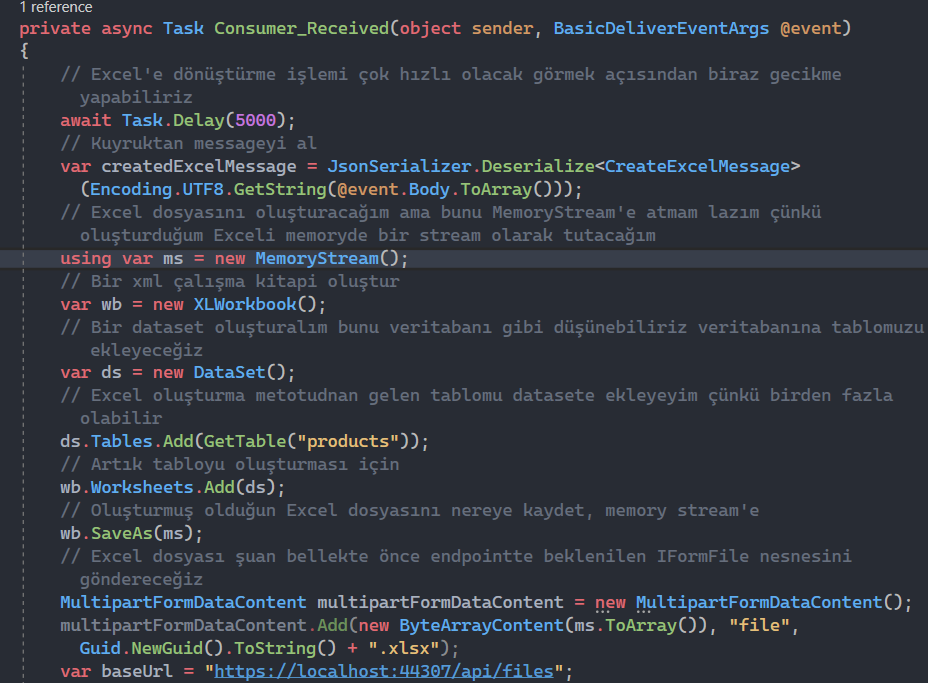 1 reference
private async Task Consumer_Received(object sender, BasicDeliverEventArgs @event)
{
// Excel'e dönüştürme işlemi çok hızlı olacak görmek açısından biraz gecikme
yapabiliriz
await Task.Delay(5000);
// Kuyruktan messageyi al
var createdExcelMessage = JsonSerializer.Deserialize<CreateExcelMessage>
(Encoding.UTF8.GetString(@event.Body.ToArray()));
// Excel dosyasını oluşturacağım ama bunu MemoryStream'e atmam lazım çünkü
oluşturduğum Exceli memoryde bir stream olarak tutacağım
using var ms = new MemoryStream();
// Bir xml çalışma kitapi oluştur
var wb = new XLWorkbook();
// Bir dataset oluşturalım bunu veritabanı gibi düşünebiliriz veritabanına tablomuzu
ekleyeceğiz
var ds = new DataSet();
// Excel oluşturma metotudnan gelen tablomu datasete ekleyeyim çünkü birden fazla
olabilir
ds.Tables.Add(GetTable("products"));
// Artık tabloyu oluşturması için
wb.Worksheets.Add(ds);
// Oluşturmuş olduğun Excel dosyasını nereye kaydet, memory stream'e
wb.SaveAs(ms);
// Excel dosyası şuan bellekte önce endpointte beklenilen IFormFile nesnesini
göndereceğiz
MultipartFormDataContent multipartFormDataContent = new MultipartFormDataContent();
multipartFormDataContent.Add(new ByteArrayContent(ms.ToArray()), "file",
Guid.NewGuid().ToString() + ".xlsx");
var baseUrl = "https://localhost:44307/api/files";